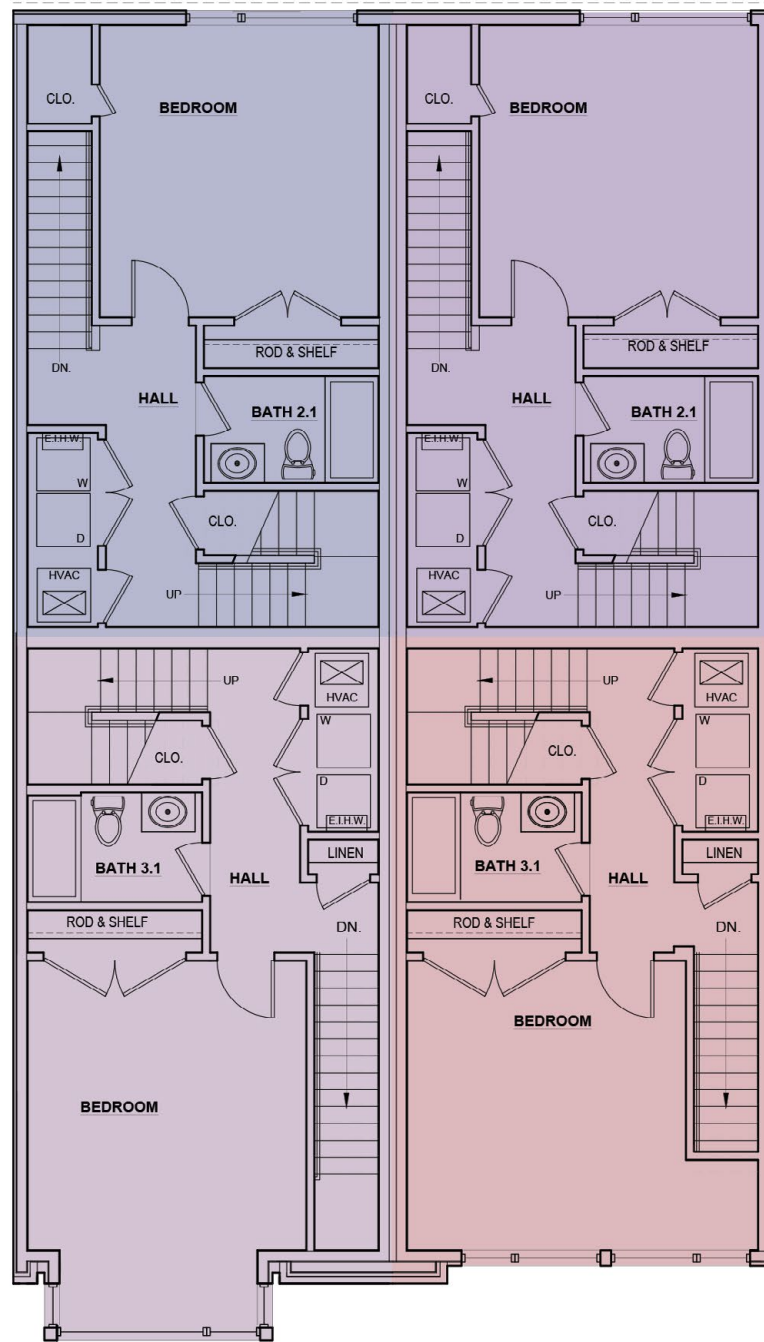 CLO.
BEDROOM
DN.
ROD & SHELF
HALL
BATH 2.1
E.I.H.W.
W
D
CLO.
HVAC
UP
CLO.
BEDROOM
DN.
ROD & SHELF
HALL
BATH 2.1
E.I.H.W.
W
D
CLO.
HVAC
UP
UP
HVAC
W
CLO.
D
E.I.H.W.
BATH 3.1
HALL
LINEN
ROD & SHELF
DN.
BEDROOM
UP
HVAC
W
CLO.
D
E.I.H.W.
BATH 3.1
HALL
LINEN
ROD & SHELF
DN.
BEDROOM